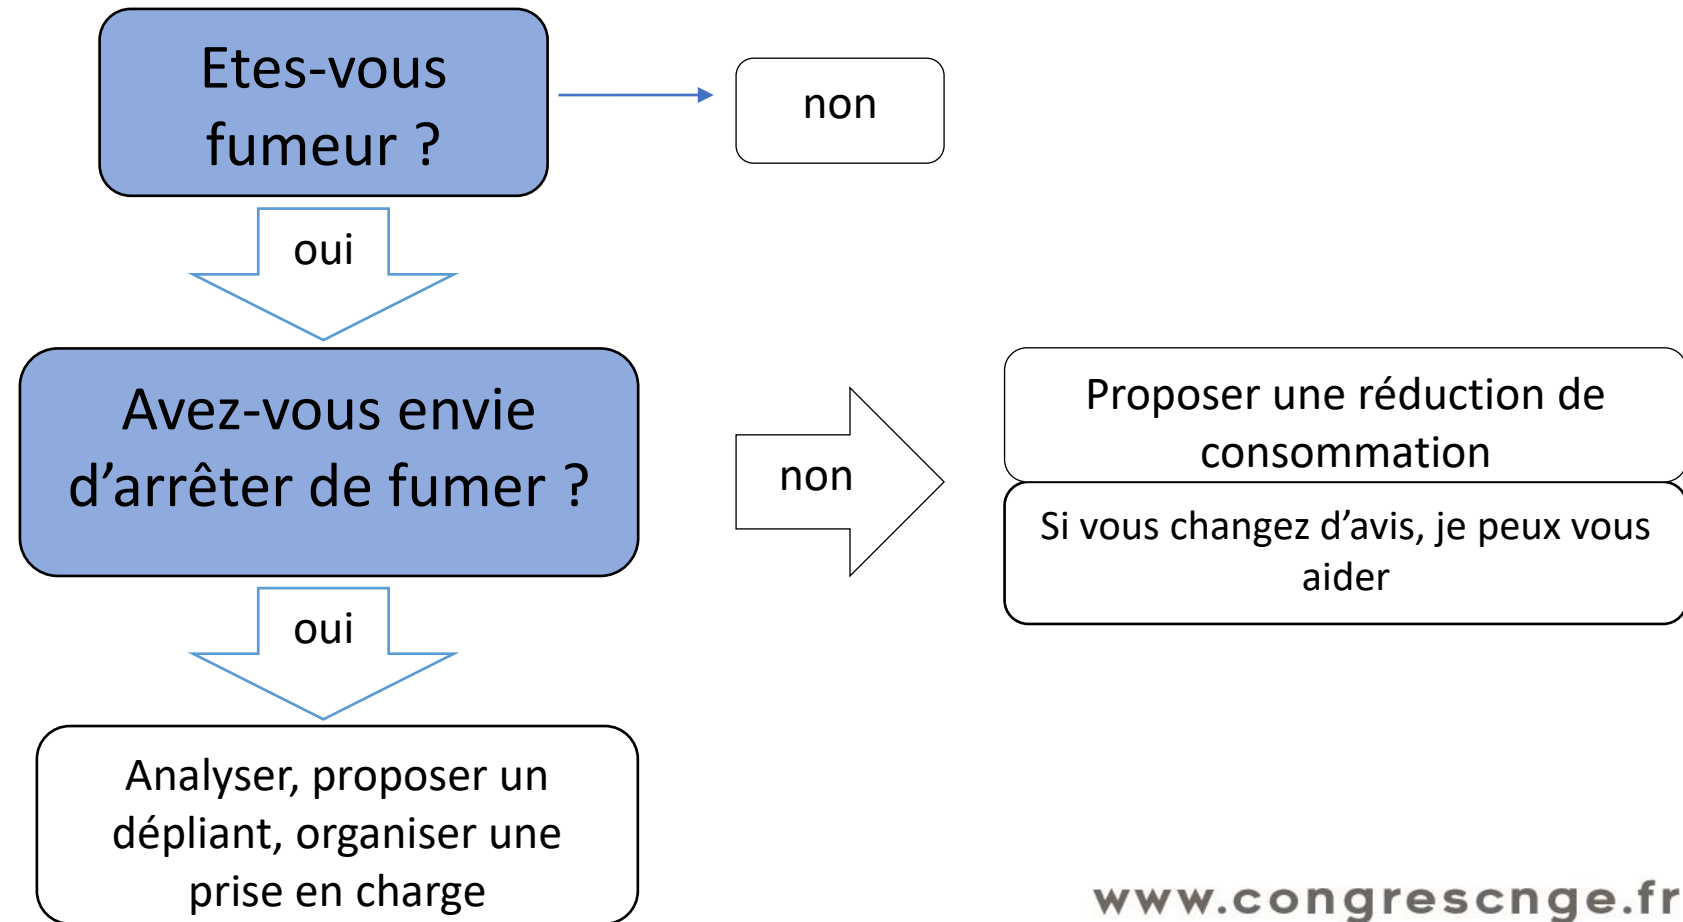 Etes-vous
fumeur ?
non
oui
Avez-vous envie
d’arrêter de fumer ?
non
Proposer une réduction de
consommation
Si vous changez d’avis, je peux vous
aider
oui
Analyser, proposer un
dépliant, organiser une
prise en charge
www.congrescnge.fr